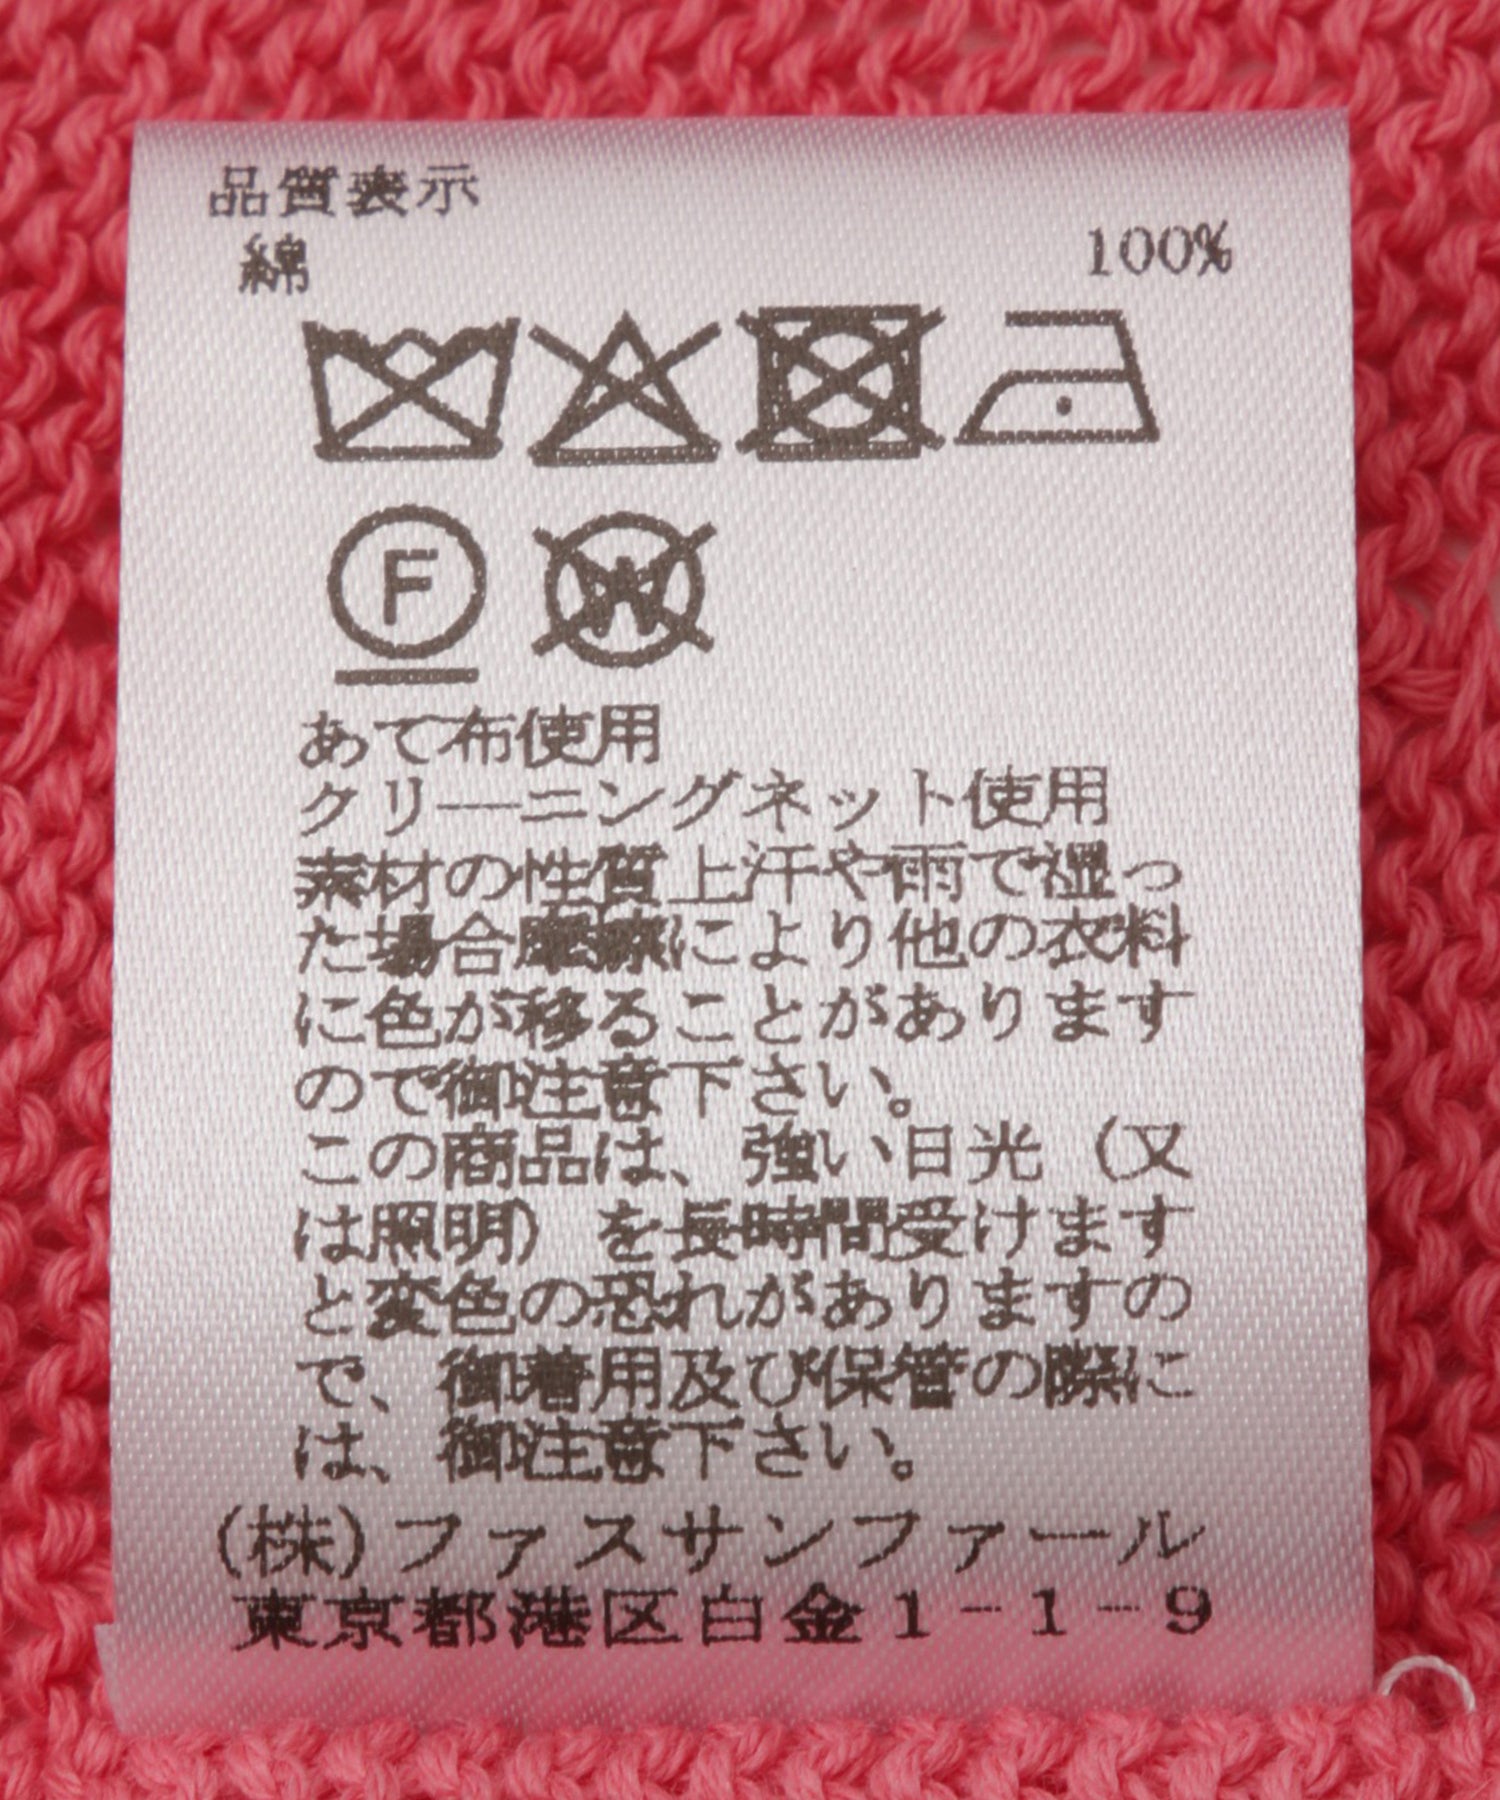 品質表示
綿 100%
F W
あて布使用
クリーニングネット使用
素材の性質上汗や雨で湿っ
た場合摩擦により他の衣料
に色が移ることがあります
ので御注意下さい。
この商品は、強い日光（又
は照明）を長時間受けます
と変色の恐れがありますの
で、御着用及び保管の際に
は、御注意下さい。
(株)ファスサンファール
東京都港区白金1-1-9